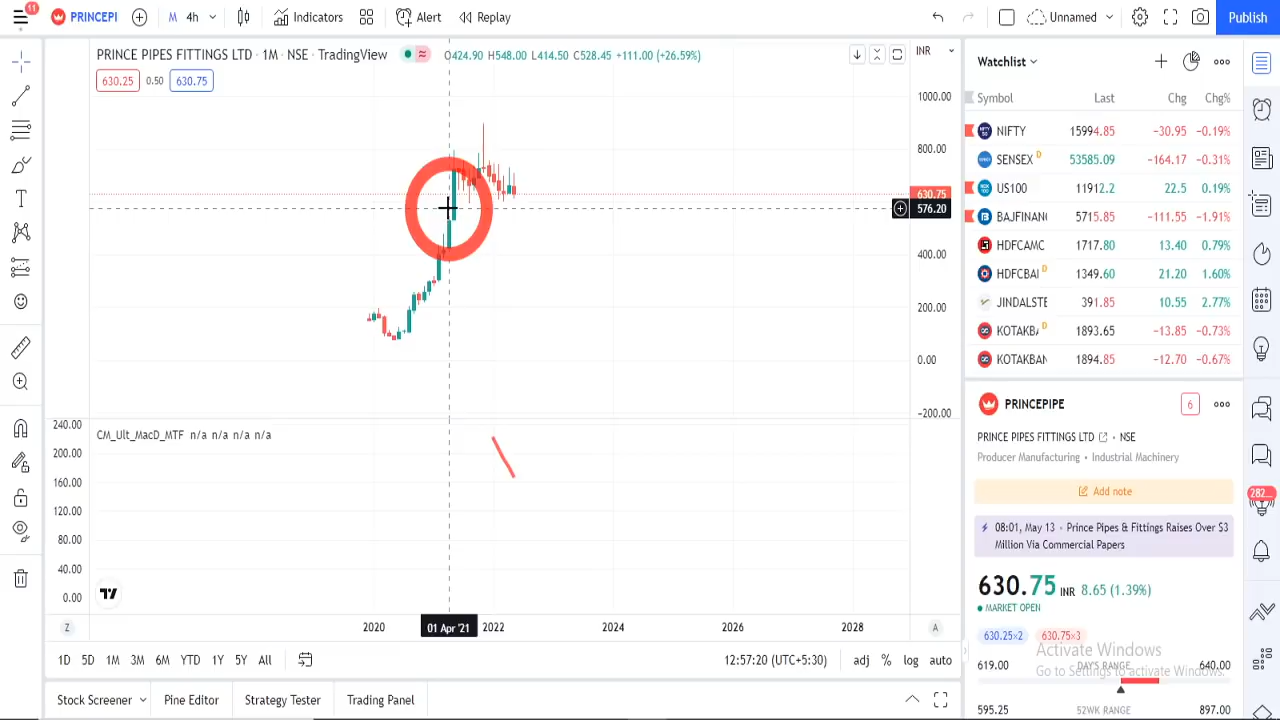 11 PRINCEPI M 4h Indicators Alert Replay Unnamed Publish
PRINCE PIPES FITTINGS LTD · 1M · NSE · TradingView O424.90 H548.00 L414.50 C528.45 +111.00 (+26.59%)
630.25 0.50 630.75
INR
1000.00
800.00
630.75
576.20
400.00
200.00
0.00
−200.00
CM_Ult_MacD_MTF n/a n/a n/a n/a
240.00
200.00
160.00
120.00
80.00
40.00
0.00
Z 2020 01 Apr '21 2022 2024 2026 2028 A
1D 5D 1M 3M 6M YTD 1Y 5Y All 12:57:20 (UTC+5:30) adj % log auto
Stock Screener Pine Editor Strategy Tester Trading Panel
Watchlist
Symbol Last Chg Chg%
NIFTY 15994.85 −30.95 −0.19%
SENSEX D 53585.09 −164.17 −0.31%
US100 11912.2 22.5 0.19%
BAJFINAN 5715.85 −111.55 −1.91%
HDFCAMC 1717.80 13.40 0.79%
HDFCBAI D 1349.60 21.20 1.60%
JINDALSTE 391.85 10.55 2.77%
KOTAKBA D 1893.65 −13.85 −0.73%
KOTAKBAN 1894.85 −12.70 −0.67%
PRINCEPIPE 6
PRINCE PIPES FITTINGS LTD · NSE
Producer Manufacturing · Industrial Machinery
Add note
08:01, May 13 · Prince Pipes & Fittings Raises Over $3
Million Via Commercial Papers
630.75 INR 8.65 (1.39%)
MARKET OPEN
630.25×2 630.75×3
Activate Windows
Go to Settings to activate Windows.
619.00 DAYS RANGE 640.00
595.25 52WK RANGE 897.00
282...